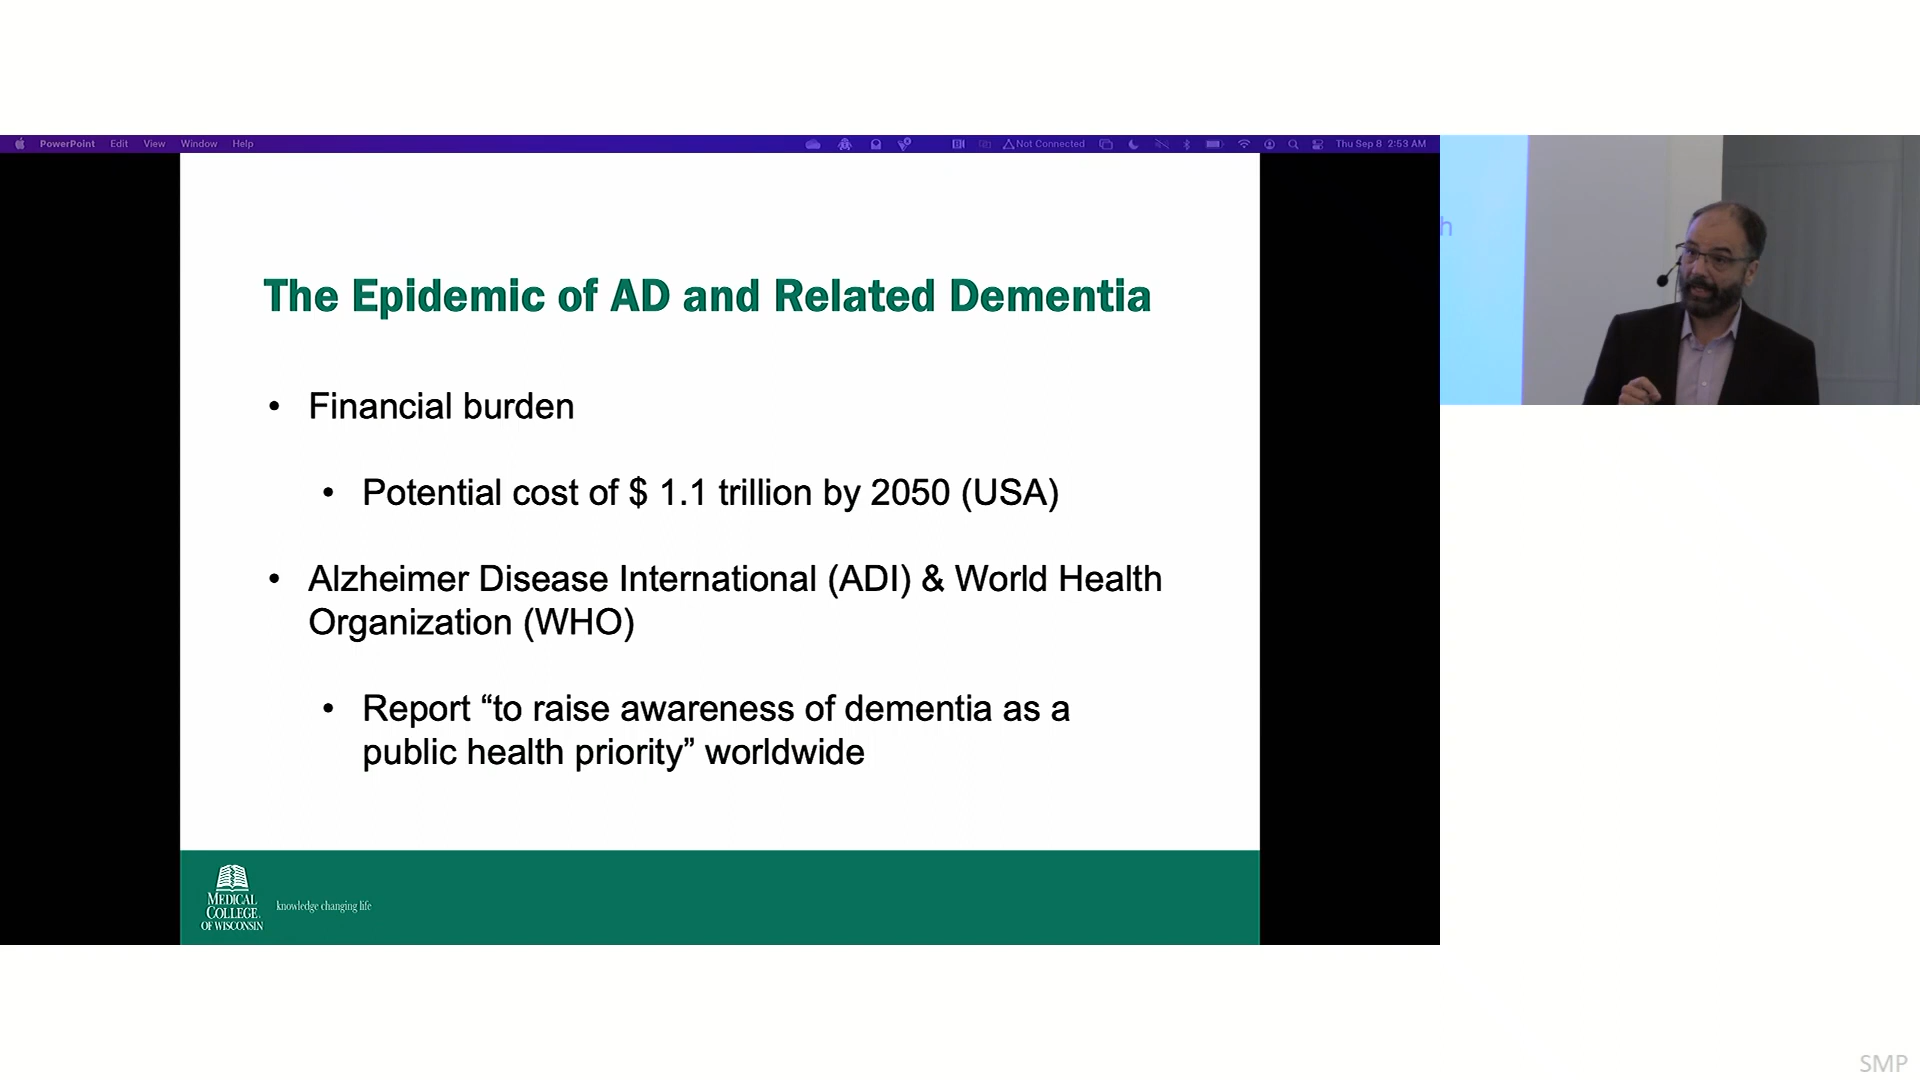 PowerPoint Edit View Window Help
Not Connected
Thu Sep 8 2:53 AM
The Epidemic of AD and Related Dementia
• Financial burden
• Potential cost of $ 1.1 trillion by 2050 (USA)
• Alzheimer Disease International (ADI) & World Health
Organization (WHO)
• Report “to raise awareness of dementia as a
public health priority” worldwide
MEDICAL
COLLEGE
OF WISCONSIN
knowledge changing life
h
SMP